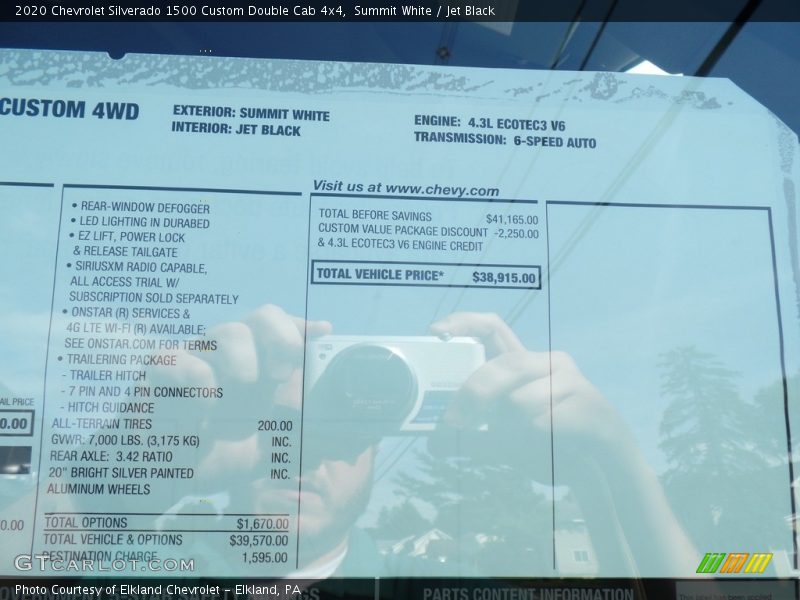 2020 Chevrolet Silverado 1500 Custom Double Cab 4x4, Summit White / Jet Black
CUSTOM 4WD
EXTERIOR: SUMMIT WHITE
INTERIOR: JET BLACK
ENGINE: 4.3L ECOTEC3 V6
TRANSMISSION: 6-SPEED AUTO
• REAR-WINDOW DEFOGGER
• LED LIGHTING IN DURABED
• EZ LIFT, POWER LOCK
& RELEASE TAILGATE
• SIRIUSXM RADIO CAPABLE,
ALL ACCESS TRIAL W/
SUBSCRIPTION SOLD SEPARATELY
• ONSTAR (R) SERVICES &
4G LTE WI-FI (R) AVAILABLE;
SEE ONSTAR.COM FOR TERMS
• TRAILERING PACKAGE
- TRAILER HITCH
- 7 PIN AND 4 PIN CONNECTORS
- HITCH GUIDANCE
ALL-TERRAIN TIRES 200.00
GVWR: 7,000 LBS. (3,175 KG) INC.
REAR AXLE: 3.42 RATIO INC.
20" BRIGHT SILVER PAINTED INC.
ALUMINUM WHEELS
TOTAL OPTIONS $1,670.00
TOTAL VEHICLE & OPTIONS $39,570.00
DESTINATION CHARGE 1,595.00
Visit us at www.chevy.com
TOTAL BEFORE SAVINGS $41,165.00
CUSTOM VALUE PACKAGE DISCOUNT -2,250.00
& 4.3L ECOTEC3 V6 ENGINE CREDIT
TOTAL VEHICLE PRICE* $38,915.00
AIL PRICE
0.00
0.00
GTCARLOT.COM
Photo Courtesy of Elkland Chevrolet - Elkland, PA
PARTS CONTENT INFORMATION